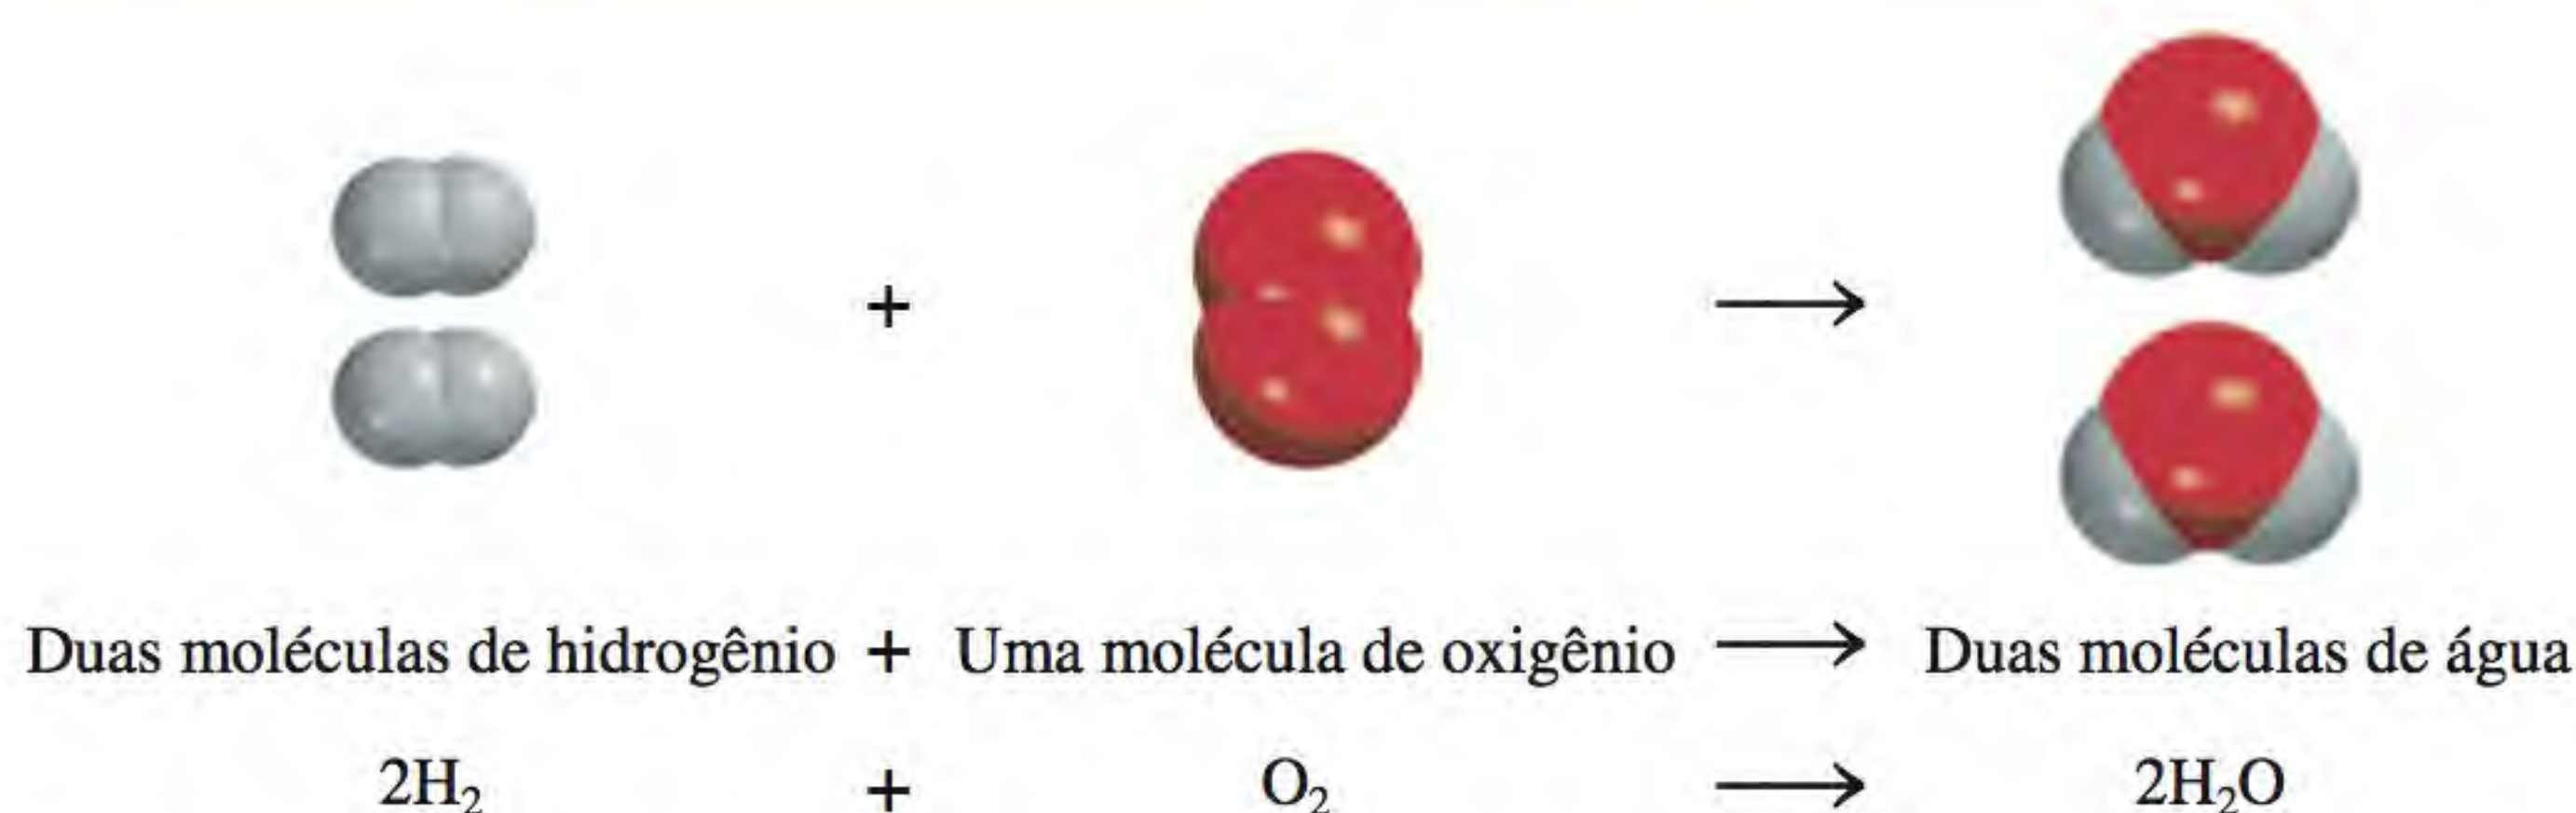 + ⟶
Duas moléculas de hidrogênio + Uma molécula de oxigênio ⟶ Duas moléculas de água
2H₂ + O₂ ⟶ 2H₂O